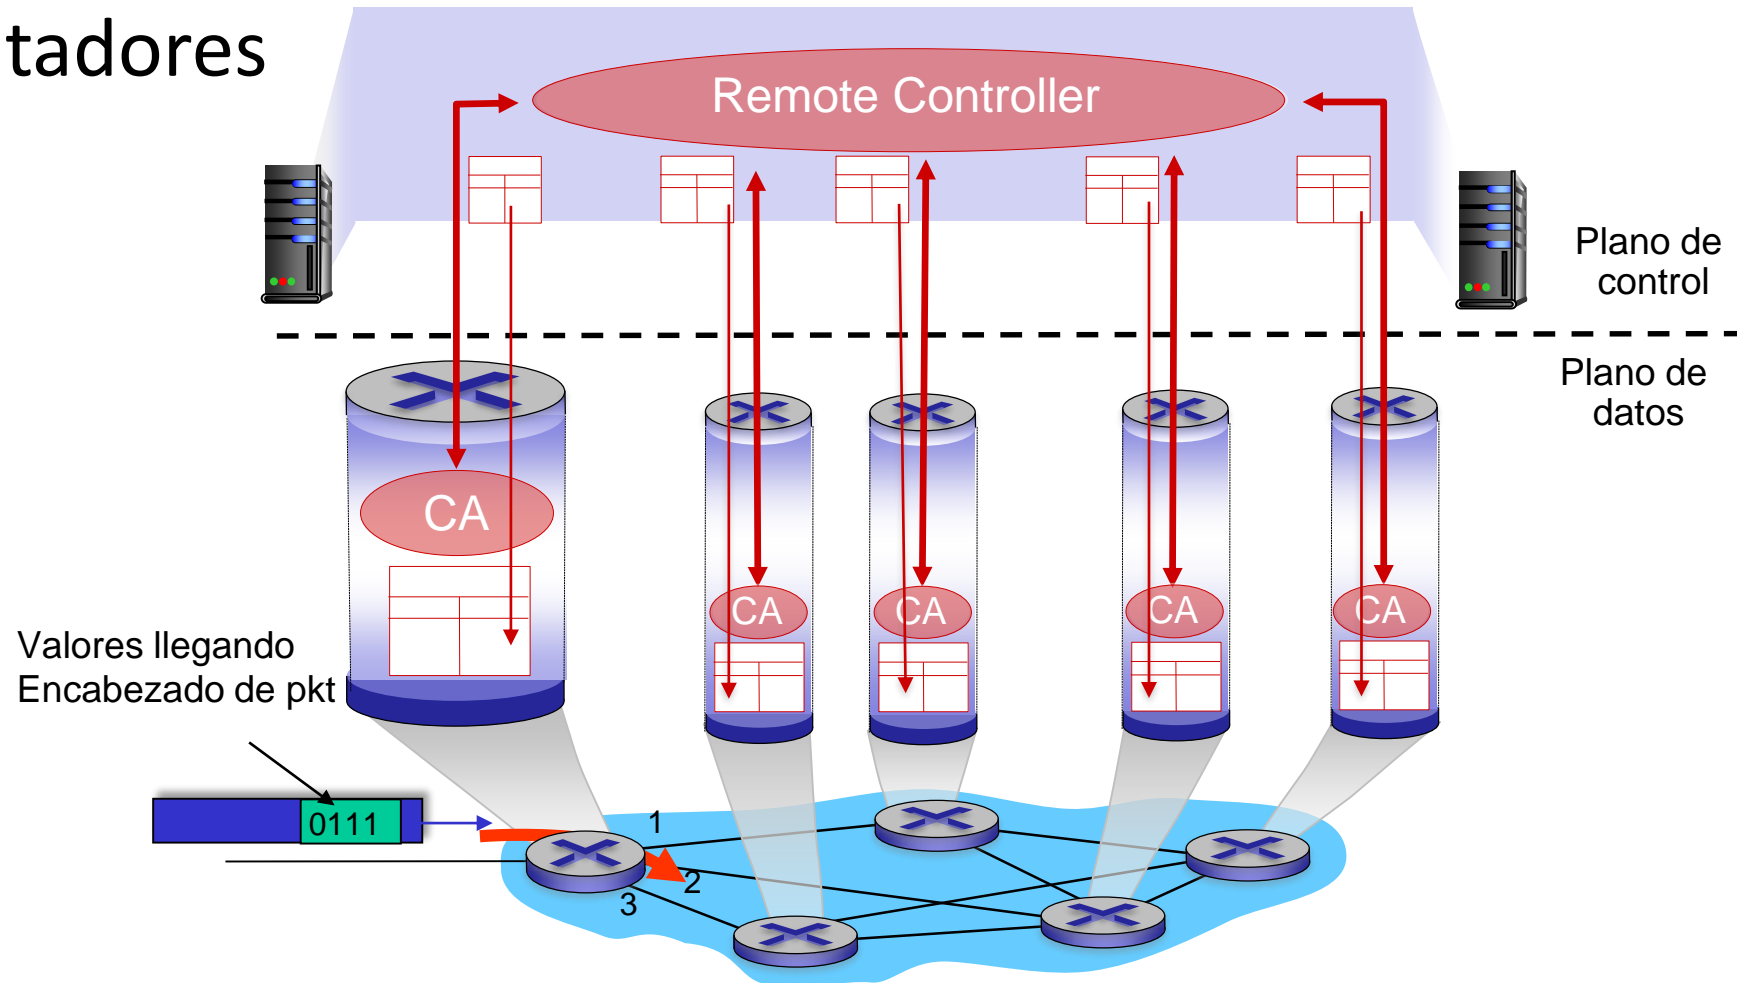 tadores
Remote Controller
Plano de
control
Plano de
datos
CA
CA
CA
CA
CA
Valores llegando
Encabezado de pkt
0111
1
2
3